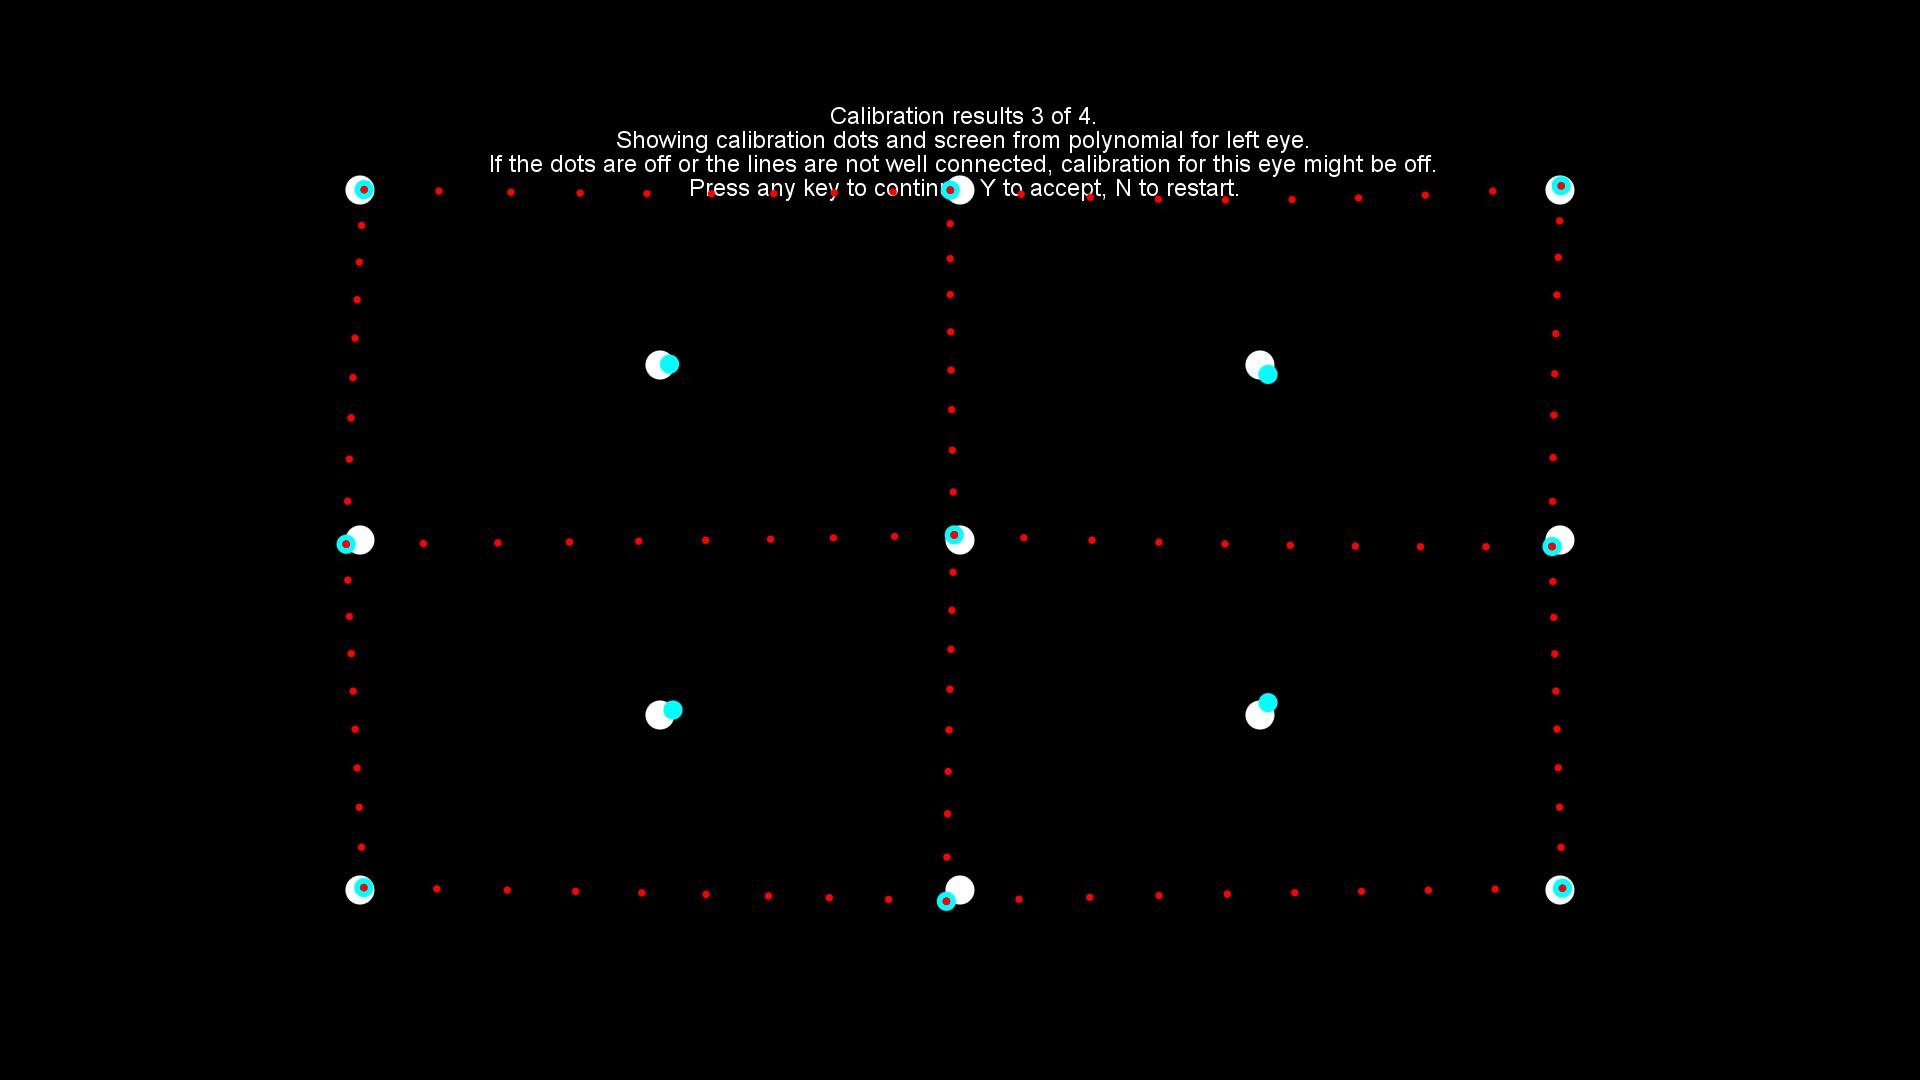 Calibration results 3 of 4.
Showing calibration dots and screen from polynomial for left eye.
If the dots are off or the lines are not well connected, calibration for this eye might be off.
Press any key to continue, Y to accept, N to restart.